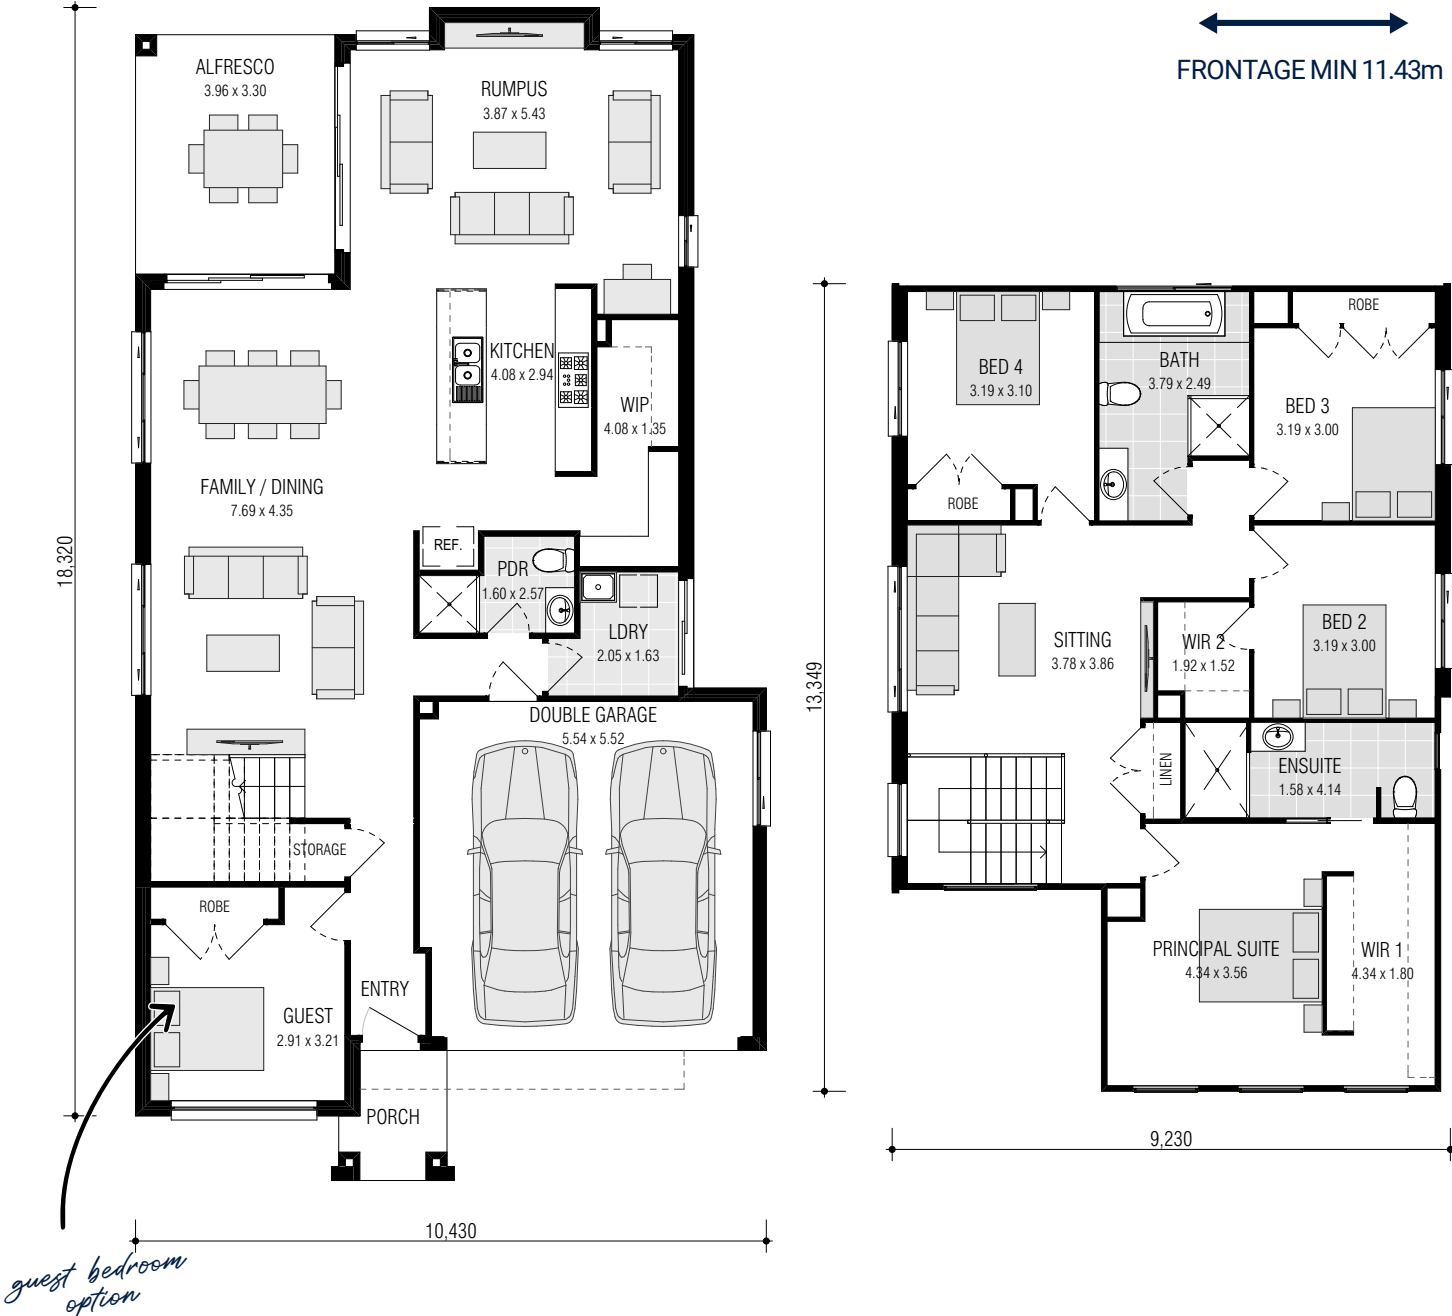 FRONTAGE MIN 11.43m
ALFRESCO
3.96 x 3.30
RUMPUS
3.87 x 5.43
KITCHEN
4.08 x 2.94
WIP
4.08 x 1.35
FAMILY / DINING
7.69 x 4.35
18,320
REF.
PDR
1.60 x 2.57
LDRY
2.05 x 1.63
DOUBLE GARAGE
5.54 x 5.52
STORAGE
ROBE
ENTRY
GUEST
2.91 x 3.21
PORCH
10,430
guest bedroom
option
ROBE
BED 4
3.19 x 3.10
BATH
3.79 x 2.49
BED 3
3.19 x 3.00
ROBE
SITTING
3.78 x 3.86
WIR 2
1.92 x 1.52
BED 2
3.19 x 3.00
13,349
LINEN
ENSUITE
1.58 x 4.14
PRINCIPAL SUITE
4.34 x 3.56
WIR 1
4.34 x 1.80
9,230